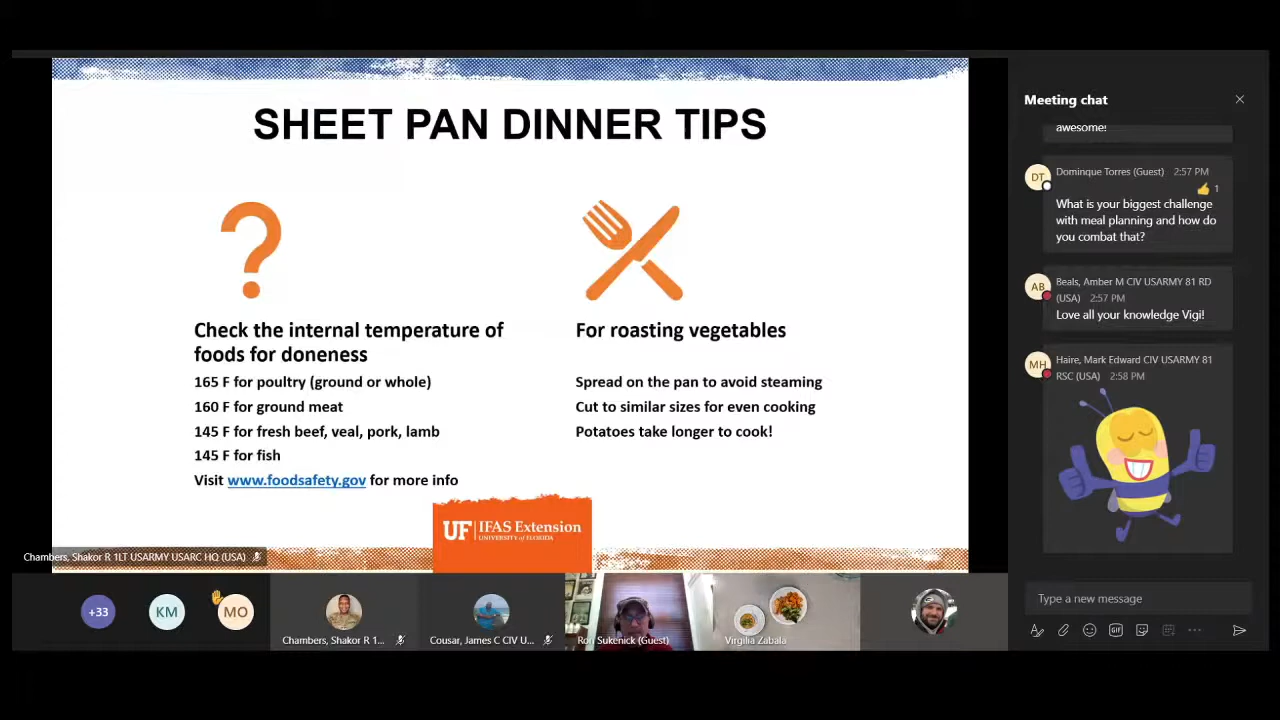 SHEET PAN DINNER TIPS
Check the internal temperature of
foods for doneness
165 F for poultry (ground or whole)
160 F for ground meat
145 F for fresh beef, veal, pork, lamb
145 F for fish
Visit www.foodsafety.gov for more info
For roasting vegetables
Spread on the pan to avoid steaming
Cut to similar sizes for even cooking
Potatoes take longer to cook!
UF IFAS Extension
UNIVERSITY of FLORIDA
Chambers, Shakor R 1LT USARMY USARC HQ (USA)
+33
KM
MO
Chambers, Shakor R 1...
Cousar, James C CIV U...
Ron Sukenick (Guest)
Virgilia Zabala
Meeting chat
awesome!
DT
Dominque Torres (Guest) 2:57 PM
1
What is your biggest challenge
with meal planning and how do
you combat that?
AB
Beals, Amber M CIV USARMY 81 RD
(USA) 2:57 PM
Love all your knowledge Vigi!
MH
Haire, Mark Edward CIV USARMY 81
RSC (USA) 2:58 PM
Type a new message
GIF